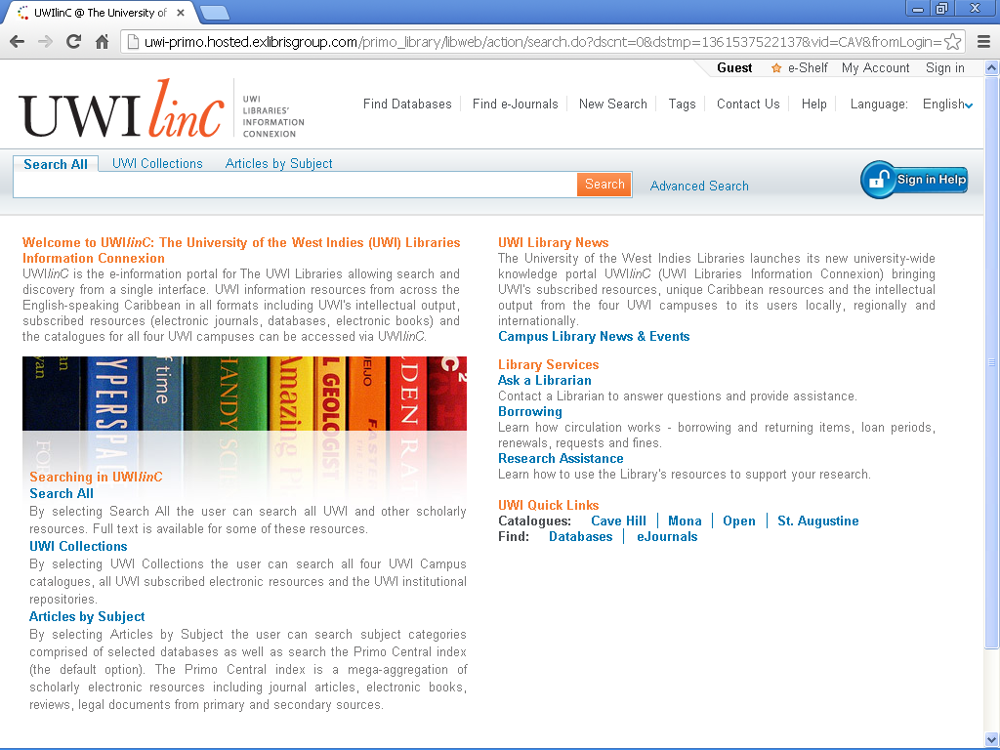 UWIlinC @ The University of
uwi-primo.hosted.exlibrisgroup.com/primo_library/libweb/action/search.do?dscnt=0&dstmp=1361537522137&vid=CAV&fromLogin=
Guest e-Shelf My Account Sign in
UWIlinC
UWI
LIBRARIES'
INFORMATION
CONNEXION
Find Databases Find e-Journals New Search Tags Contact Us Help Language: English
Search All UWI Collections Articles by Subject
Search Advanced Search
Sign in Help
Welcome to UWIlinC: The University of the West Indies (UWI) Libraries
Information Connexion
UWIlinC is the e-information portal for The UWI Libraries allowing search and
discovery from a single interface. UWI information resources from across the
English-speaking Caribbean in all formats including UWI's intellectual output,
subscribed resources (electronic journals, databases, electronic books) and
the catalogues for all four UWI campuses can be accessed via UWIlinC.
yan
an
YPERSPA
f time
HANDY
Amazing
L GEOLOGIST
MEIJO
FASTER
LDEN RA
C²
FO
SC
Searching in UWIlinC
Search All
By selecting Search All the user can search all UWI and other scholarly
resources. Full text is available for some of these resources.
UWI Collections
By selecting UWI Collections the user can search all four UWI Campus
catalogues, all UWI subscribed electronic resources and the UWI institutional
repositories.
Articles by Subject
By selecting Articles by Subject the user can search subject categories
comprised of selected databases as well as search the Primo Central index
(the default option). The Primo Central index is a mega-aggregation of
scholarly electronic resources including journal articles, electronic books,
reviews, legal documents from primary and secondary sources.
UWI Library News
The University of the West Indies Libraries launches its new university-wide
knowledge portal UWIlinC (UWI Libraries Information Connexion) bringing
UWI's subscribed resources, unique Caribbean resources and the intellectual
output from the four UWI campuses to its users locally, regionally and
internationally.
Campus Library News & Events
Library Services
Ask a Librarian
Contact a Librarian to answer questions and provide assistance.
Borrowing
Learn how circulation works - borrowing and returning items, loan periods,
renewals, requests and fines.
Research Assistance
Learn how to use the Library's resources to support your research.
UWI Quick Links
Catalogues: Cave Hill | Mona | Open | St. Augustine
Find: Databases | eJournals